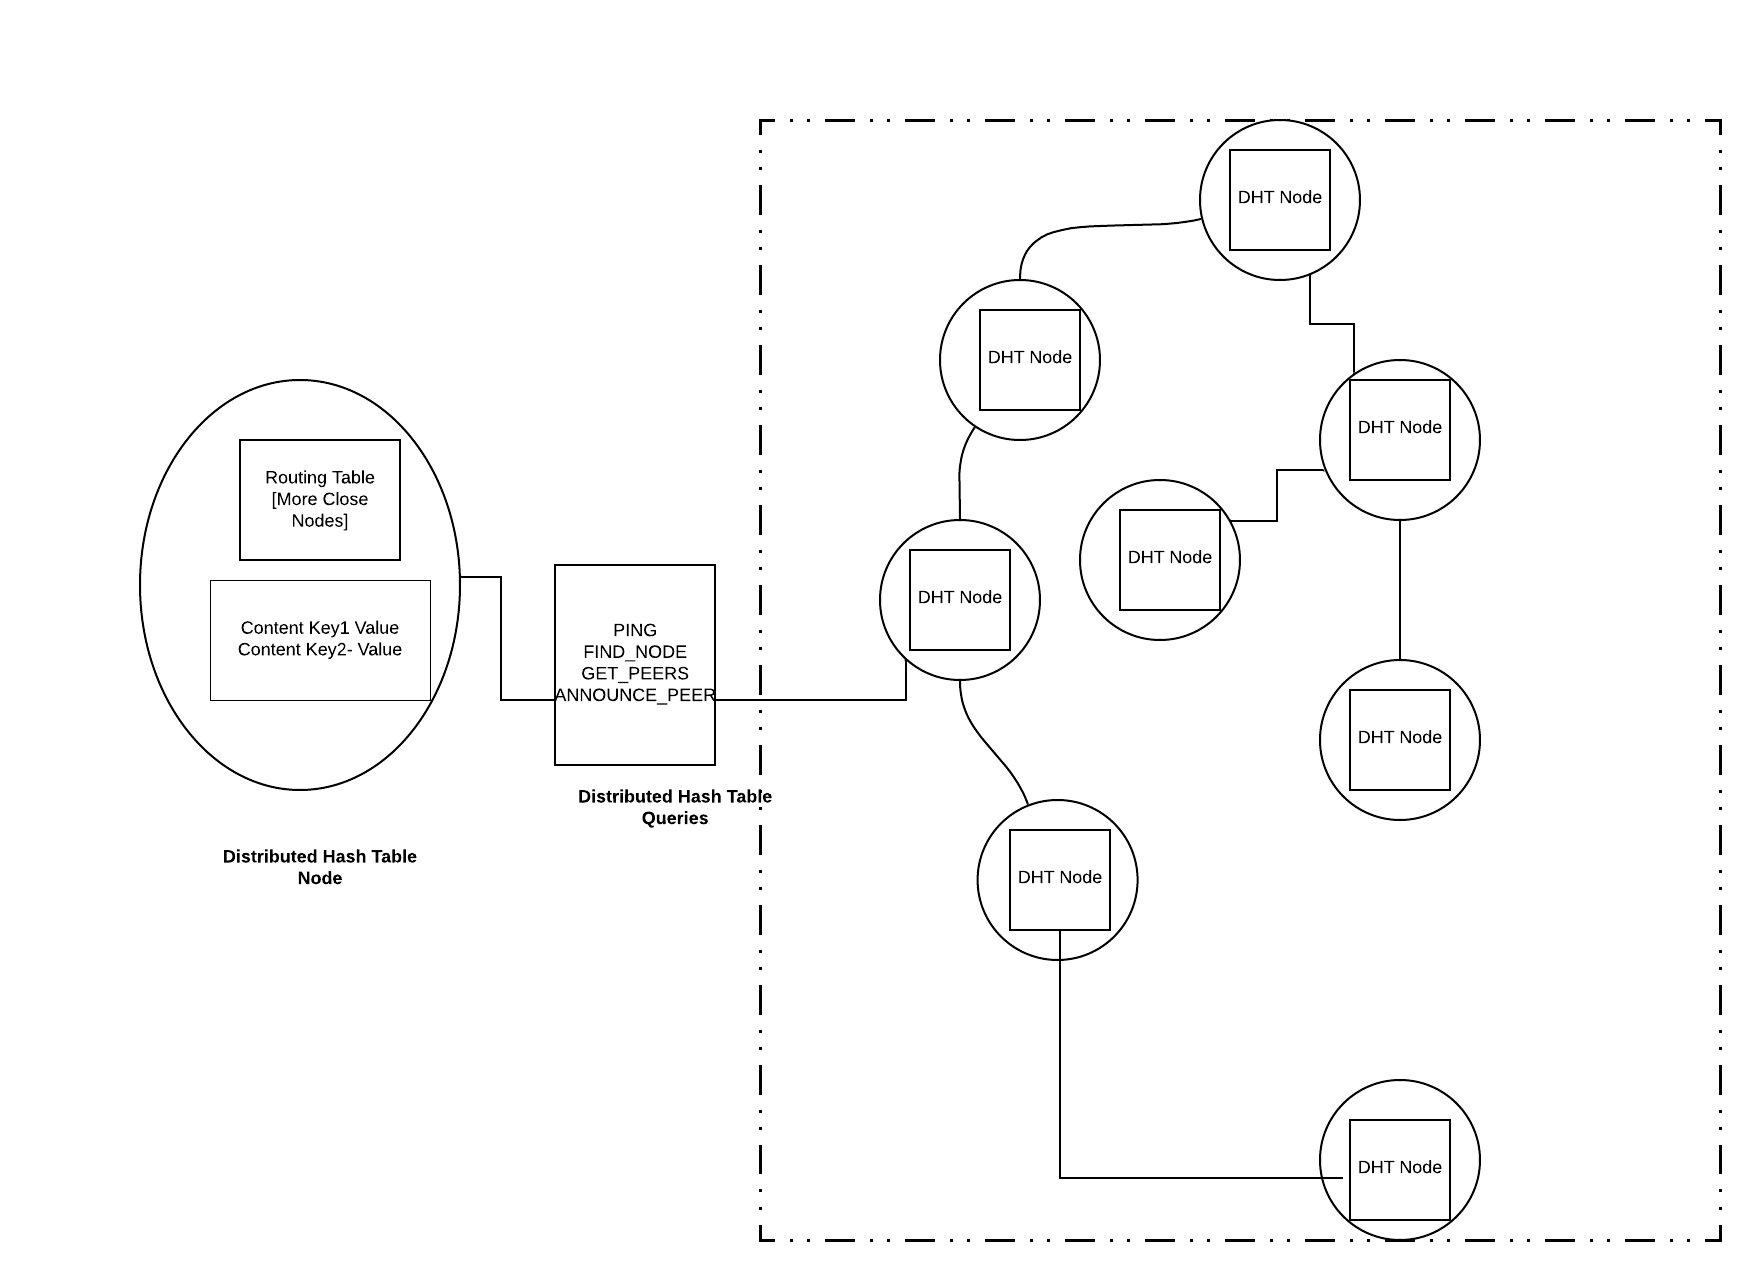 Routing Table
[More Close
Nodes]
Content Key1 Value
Content Key2- Value
Distributed Hash Table
Node
PING
FIND_NODE
GET_PEERS
ANNOUNCE_PEER
Distributed Hash Table
Queries
DHT Node
DHT Node
DHT Node
DHT Node
DHT Node
DHT Node
DHT Node
DHT Node